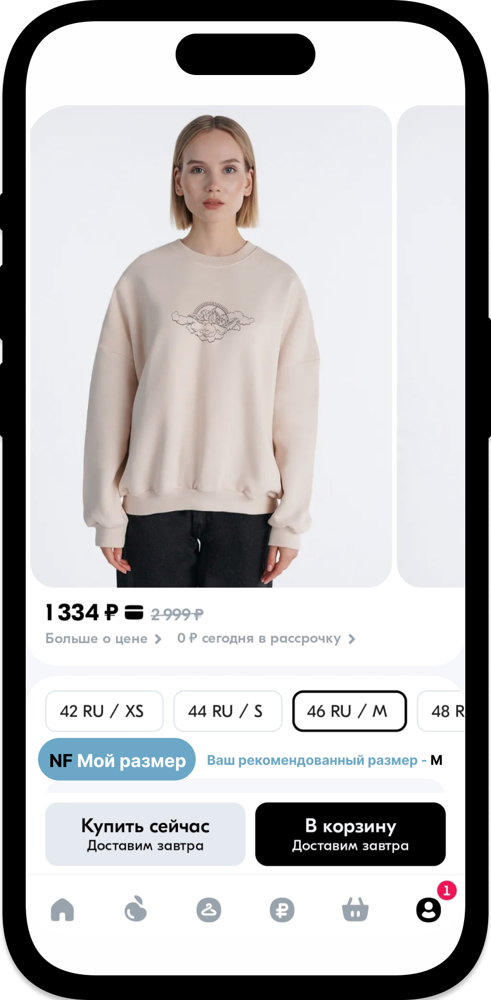 1 334 ₽ 2 999 ₽
Больше о цене 0 ₽ сегодня в рассрочку
42 RU / XS 44 RU / S 46 RU / M 48 R
NF Мой размер Ваш рекомендованный размер - M
Купить сейчас В корзину
Доставим завтра Доставим завтра
1